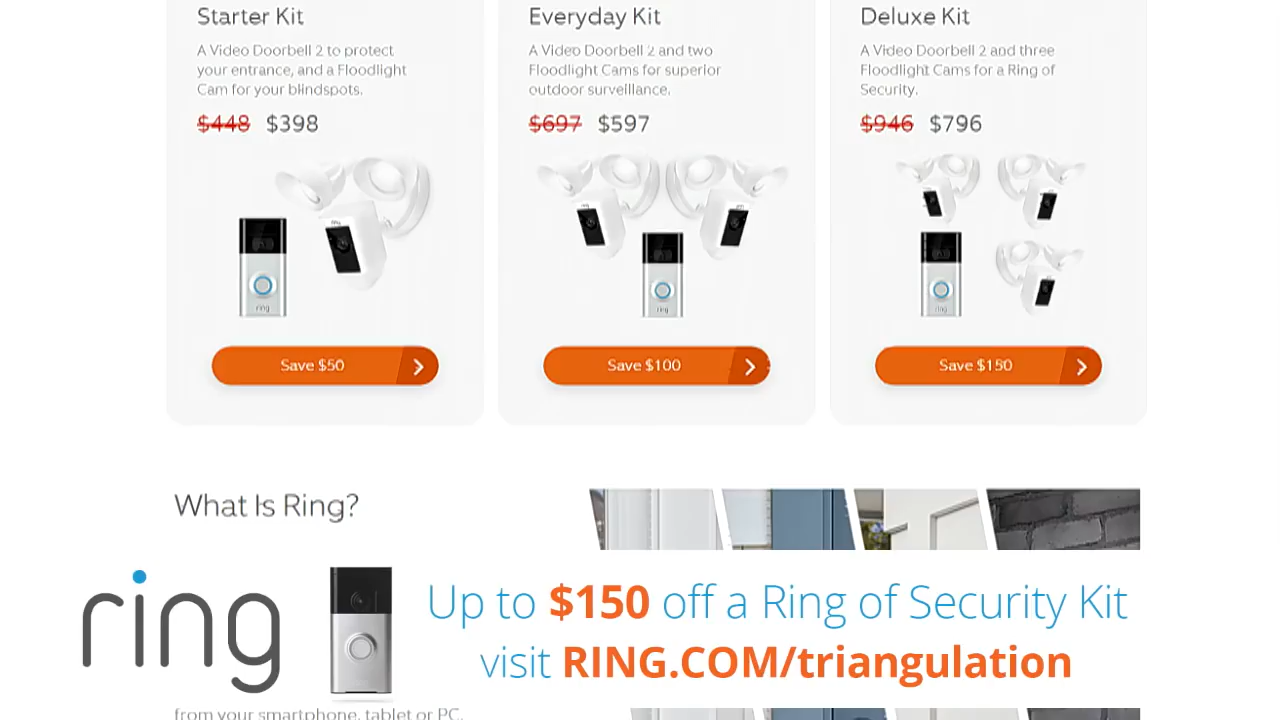 Starter Kit
A Video Doorbell 2 to protect
your entrance, and a Floodlight
Cam for your blindspots.
$448 $398
Save $50
Everyday Kit
A Video Doorbell 2 and two
Floodlight Cams for superior
outdoor surveillance.
$697 $597
Save $100
Deluxe Kit
A Video Doorbell 2 and three
Floodlight Cams for a Ring of
Security.
$946 $796
Save $150
What Is Ring?
ring
Up to $150 off a Ring of Security Kit
visit RING.COM/triangulation
from your smartphone, tablet or PC.